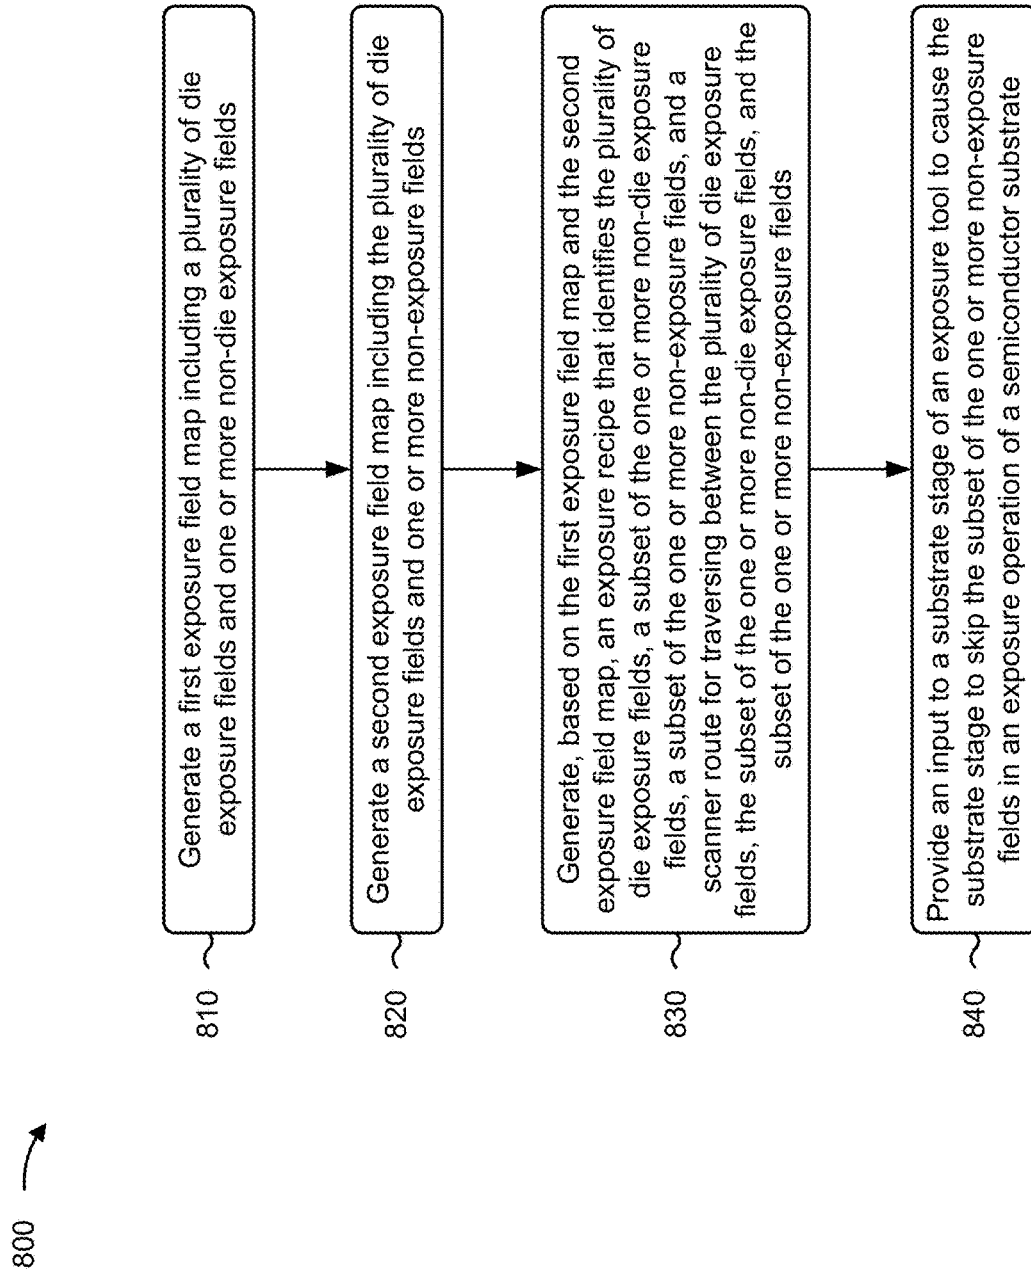 800
810
Generate a first exposure field map including a plurality of die
exposure fields and one or more non-die exposure fields
820
Generate a second exposure field map including the plurality of die
exposure fields and one or more non-exposure fields
830
Generate, based on the first exposure field map and the second
exposure field map, an exposure recipe that identifies the plurality of
die exposure fields, a subset of the one or more non-die exposure
fields, a subset of the one or more non-exposure fields, and a
scanner route for traversing between the plurality of die exposure
fields, the subset of the one or more non-die exposure fields, and the
subset of the one or more non-exposure fields
840
Provide an input to a substrate stage of an exposure tool to cause the
substrate stage to skip the subset of the one or more non-exposure
fields in an exposure operation of a semiconductor substrate